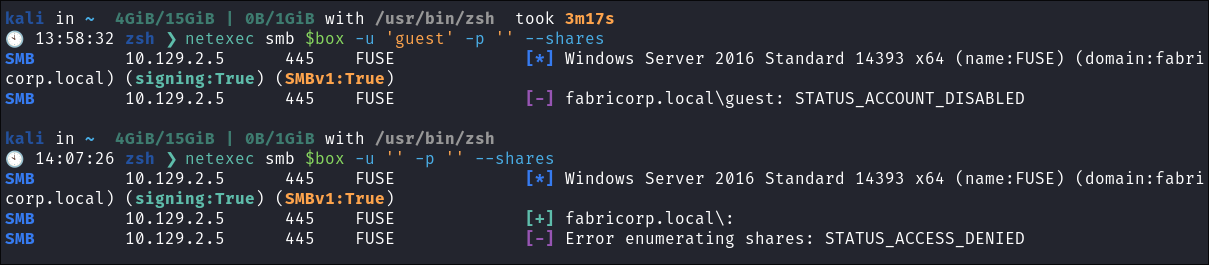 kali in ~ 4GiB/15GiB | 0B/1GiB with /usr/bin/zsh took 3m17s
13:58:32 zsh ❯ netexec smb $box -u 'guest' -p '' --shares
SMB 10.129.2.5 445 FUSE [*] Windows Server 2016 Standard 14393 x64 (name:FUSE) (domain:fabri
corp.local) (signing:True) (SMBv1:True)
SMB 10.129.2.5 445 FUSE [-] fabricorp.local\guest: STATUS_ACCOUNT_DISABLED
kali in ~ 4GiB/15GiB | 0B/1GiB with /usr/bin/zsh
14:07:26 zsh ❯ netexec smb $box -u '' -p '' --shares
SMB 10.129.2.5 445 FUSE [*] Windows Server 2016 Standard 14393 x64 (name:FUSE) (domain:fabri
corp.local) (signing:True) (SMBv1:True)
SMB 10.129.2.5 445 FUSE [+] fabricorp.local\:
SMB 10.129.2.5 445 FUSE [-] Error enumerating shares: STATUS_ACCESS_DENIED